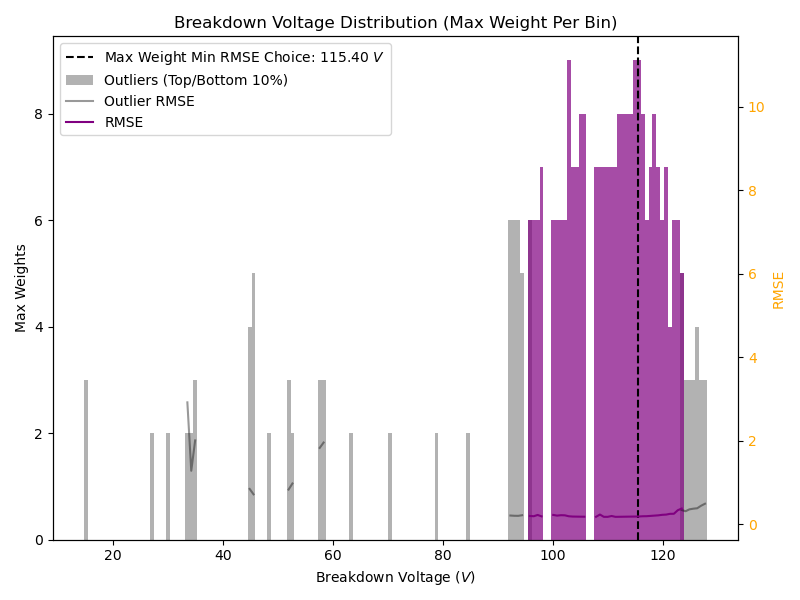 Breakdown Voltage Distribution (Max Weight Per Bin)
Max Weight Min RMSE Choice: 115.40 V
Outliers (Top/Bottom 10%)
Outlier RMSE
RMSE
Max Weights
8
6
4
2
0
10
8
6
4
2
0
RMSE
20 40 60 80 100 120
Breakdown Voltage (V)